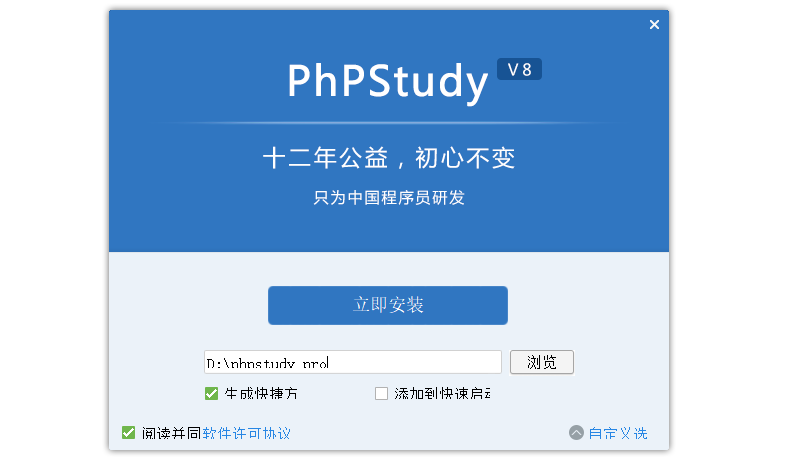 PhPStudy V8
十二年公益，初心不变
只为中国程序员研发
立即安装
D:\phpstudy_pro
浏览
生成快捷方
添加到快速启动
阅读并同软件许可协议
自定义选